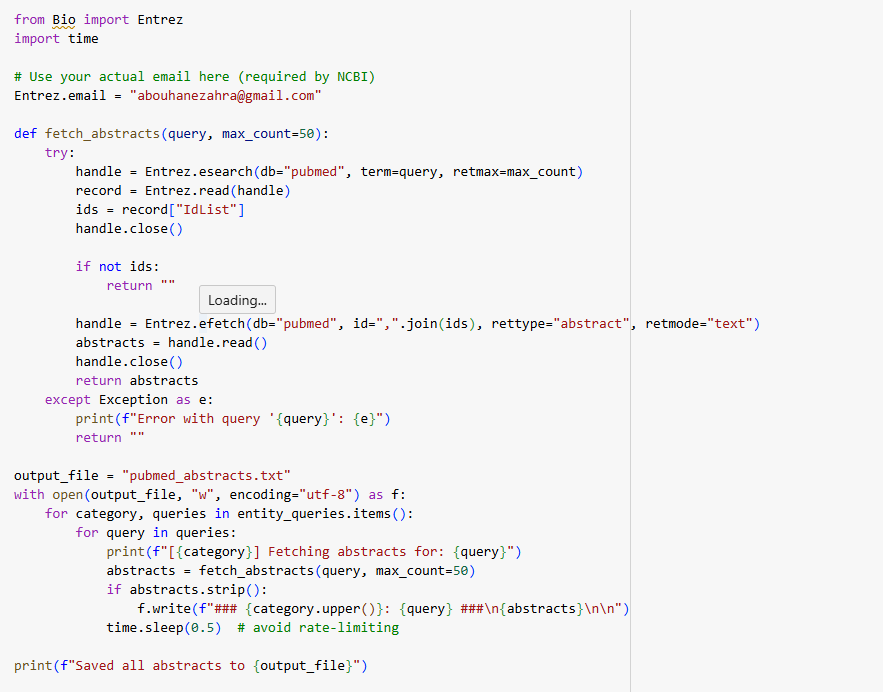 from Bio import Entrez
import time

# Use your actual email here (required by NCBI)
Entrez.email = "abouhanezahra@gmail.com"

def fetch_abstracts(query, max_count=50):
    try:
        handle = Entrez.esearch(db="pubmed", term=query, retmax=max_count)
        record = Entrez.read(handle)
        ids = record["IdList"]
        handle.close()

        if not ids:
            return ""
Loading...
        handle = Entrez.efetch(db="pubmed", id=",".join(ids), rettype="abstract", retmode="text")
        abstracts = handle.read()
        handle.close()
        return abstracts
    except Exception as e:
        print(f"Error with query '{query}': {e}")
        return ""

output_file = "pubmed_abstracts.txt"
with open(output_file, "w", encoding="utf-8") as f:
    for category, queries in entity_queries.items():
        for query in queries:
            print(f"[{category}] Fetching abstracts for: {query}")
            abstracts = fetch_abstracts(query, max_count=50)
            if abstracts.strip():
                f.write(f"### {category.upper()}: {query} ###\n{abstracts}\n\n")
            time.sleep(0.5)  # avoid rate-limiting

print(f"Saved all abstracts to {output_file}")